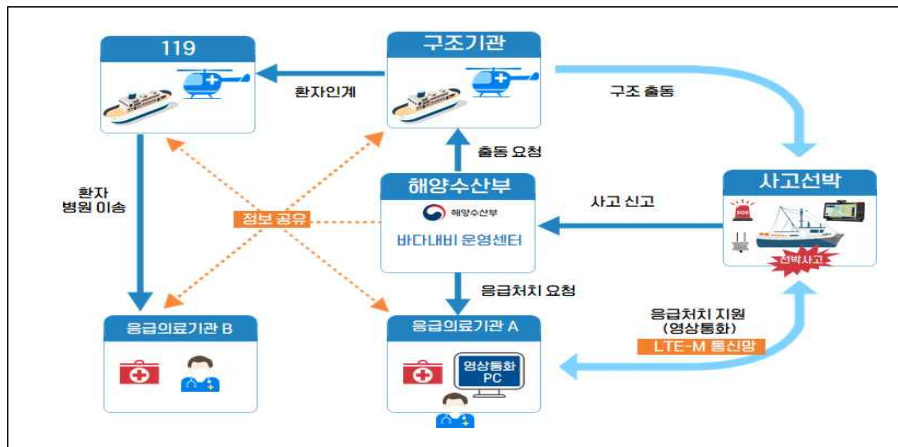 119
구조기관
환자인계
구조 출동
출동 요청
환자
병원 이송
해양수산부
해양수산부
바다내비 운영센터
정보 공유
사고 신고
사고선박
SOS
선박사고
응급처치 요청
응급처치 지원
(영상통화)
LTE-M 통신망
응급의료기관 B
응급의료기관 A
영상통화
PC